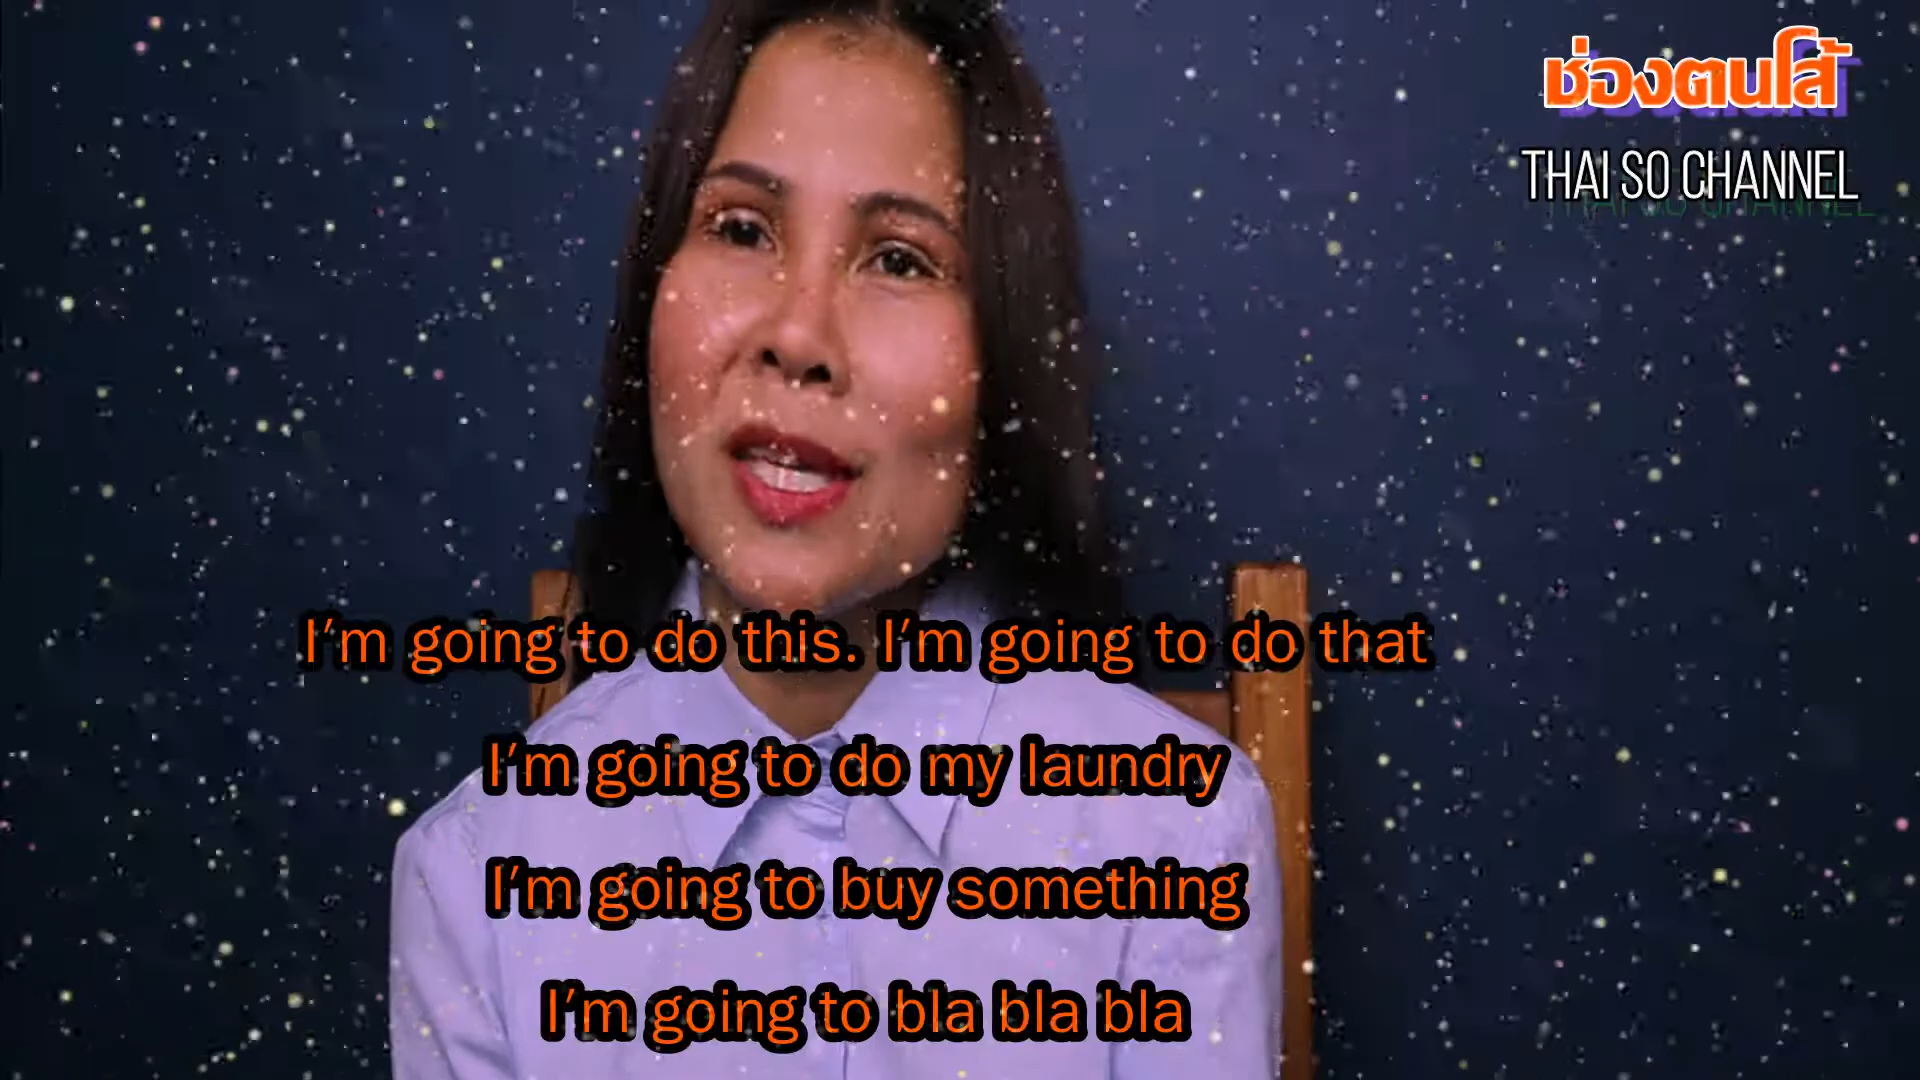 ช่องตนโส้
THAI SO CHANNEL
I'm going to do this. I'm going to do that
I'm going to do my laundry
I'm going to buy something
I'm going to bla bla bla